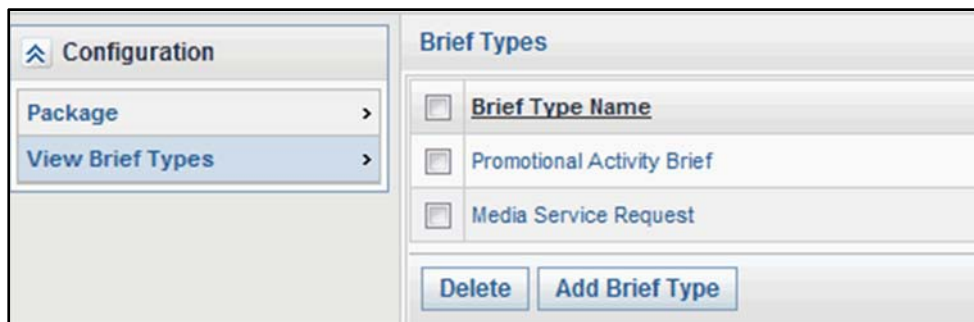 Configuration
Package
View Brief Types
Brief Types
Brief Type Name
Promotional Activity Brief
Media Service Request
Delete
Add Brief Type